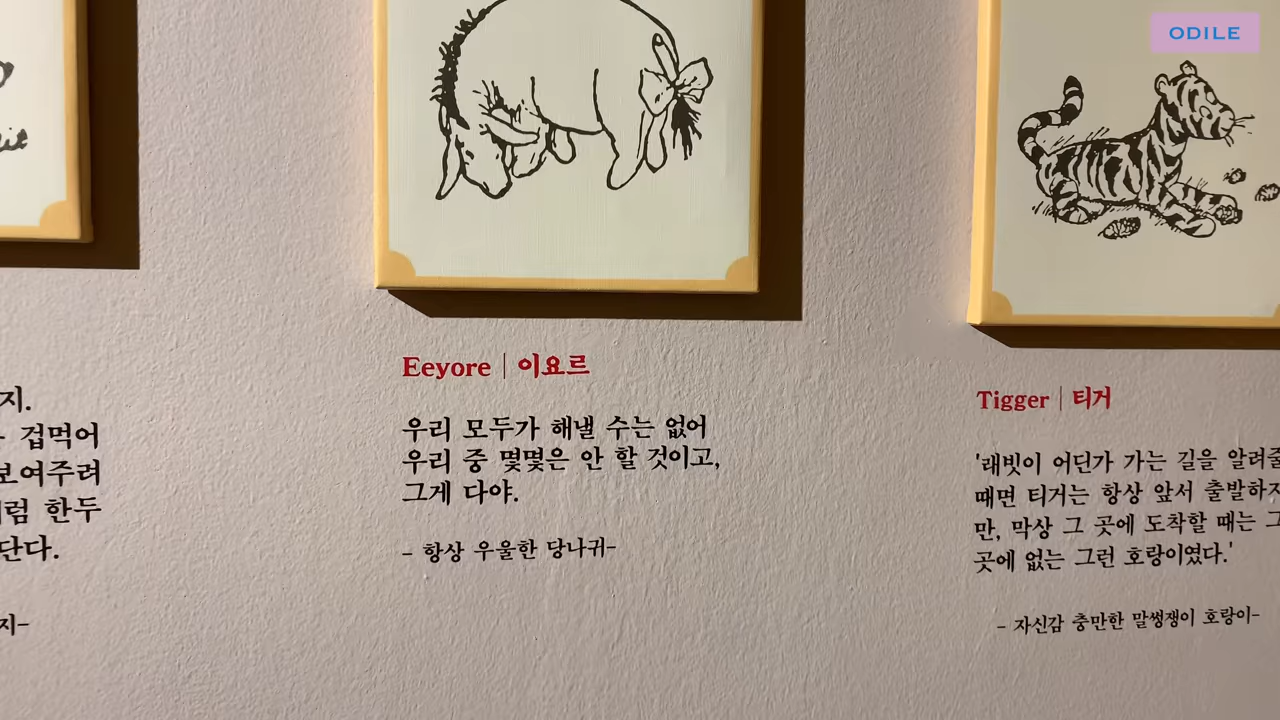 ODILE
지.
겁먹어
보여주려
럼 한두
단다.
지-
Eeyore | 이요르
우리 모두가 해낼 수는 없어
우리 중 몇몇은 안 할 것이고,
그게 다야.
- 항상 우울한 당나귀-
Tigger | 티거
'래빗이 어딘가 가는 길을 알려줄
때면 티거는 항상 앞서 출발하지
만, 막상 그 곳에 도착할 때는 그
곳에 없는 그런 호랑이였다.'
- 자신감 충만한 말썽쟁이 호랑이-